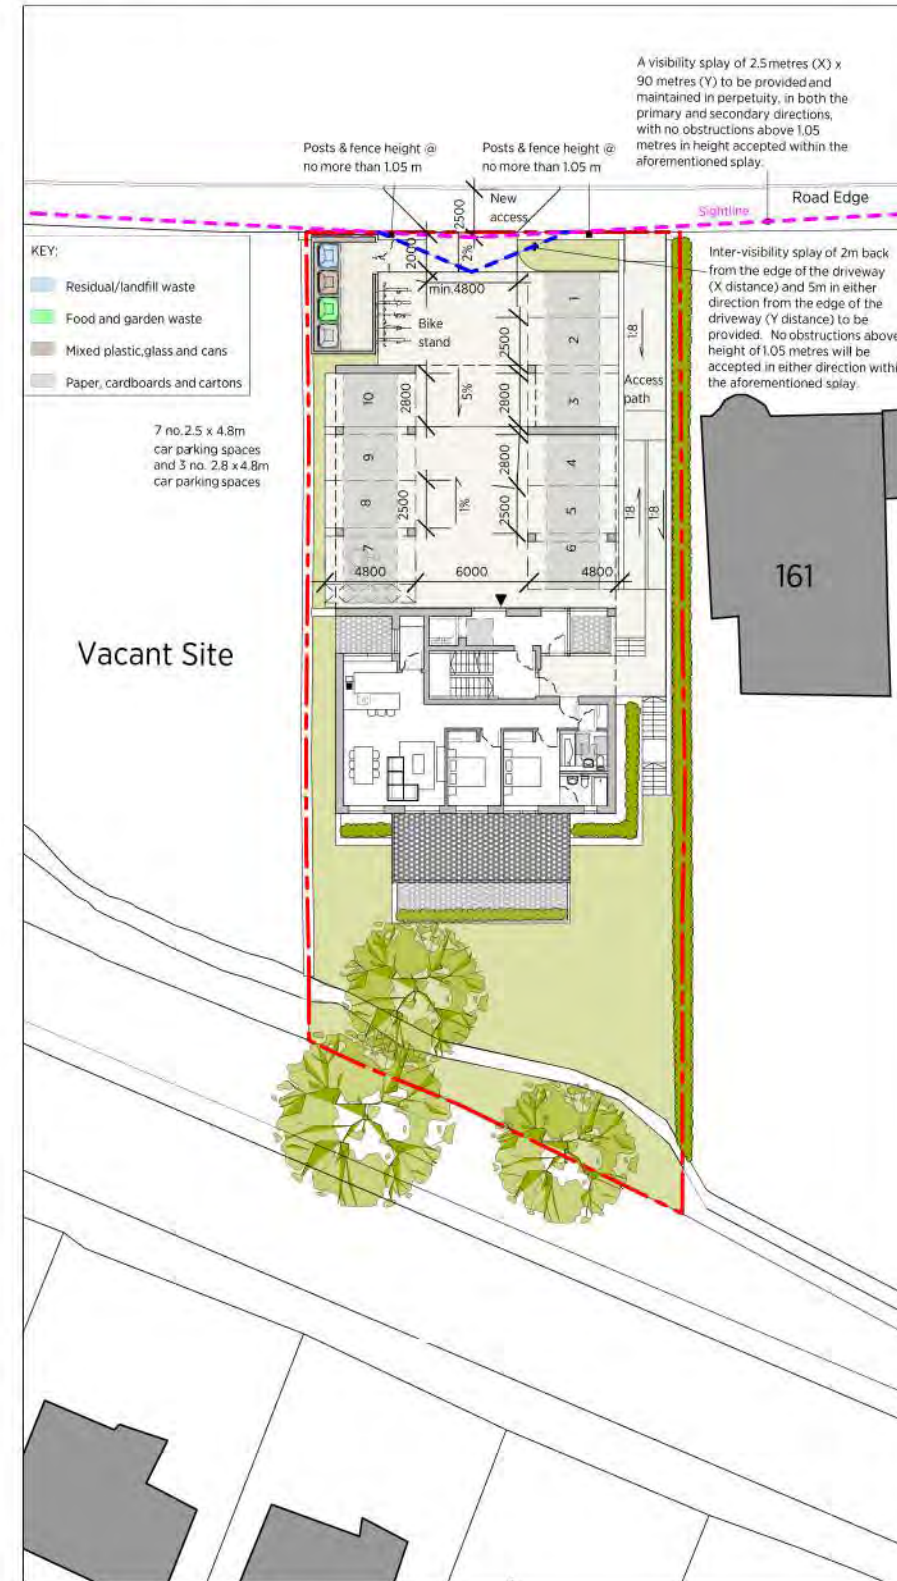 A visibility splay of 2.5 metres (X) x
90 metres (Y) to be provided and
maintained in perpetuity, in both the
primary and secondary directions,
with no obstructions above 1.05
metres in height accepted within the
aforementioned splay.
Posts & fence height @
no more than 1.05 m
Posts & fence height @
no more than 1.05 m
New
access
2500
Road Edge
Sightline
KEY:
Residual/landfill waste
Food and garden waste
Mixed plastic,glass and cans
Paper, cardboards and cartons
2000
2%
min.4800
Bike
stand
Inter-visibility splay of 2m back
from the edge of the driveway
(X distance) and 5m in either
direction from the edge of the
driveway (Y distance) to be
provided. No obstructions above
height of 1.05 metres will be
accepted in either direction withi
the aforementioned splay.
1
2
3
4
5
6
7
8
9
10
2500
2800
2800
2500
2800
2500
5%
1%
1:8
Access
path
1:8
1:8
7 no. 2.5 x 4.8m
car parking spaces
and 3 no. 2.8 x 4.8m
car parking spaces
4800
6000
4800
161
Vacant Site